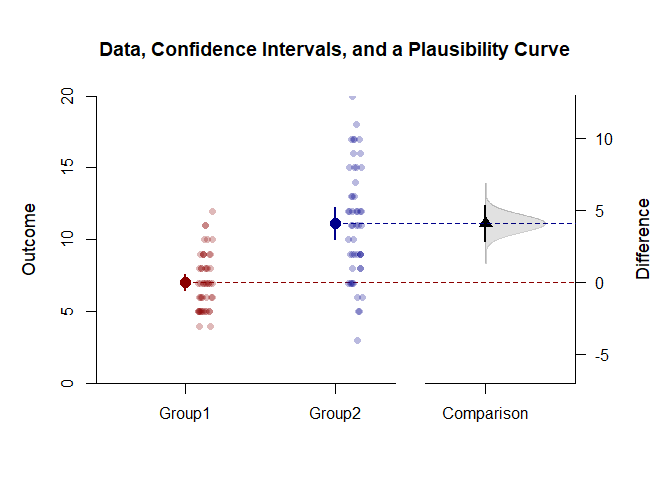 Data, Confidence Intervals, and a Plausibility Curve
Outcome
20
15
10
5
0
Group1
Group2
Comparison
10
5
0
-5
Difference